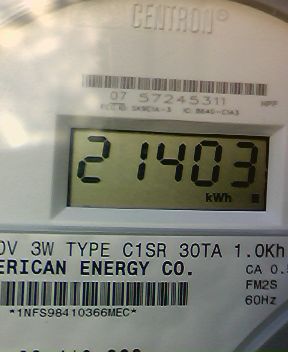 CENTRON®
07 57245311
21403
kWh
V 3W TYPE C1SR 30TA 1.0Kh
ERICAN ENERGY CO.
CA 0.
FM2S
60Hz
*1NFS98410366MEC*